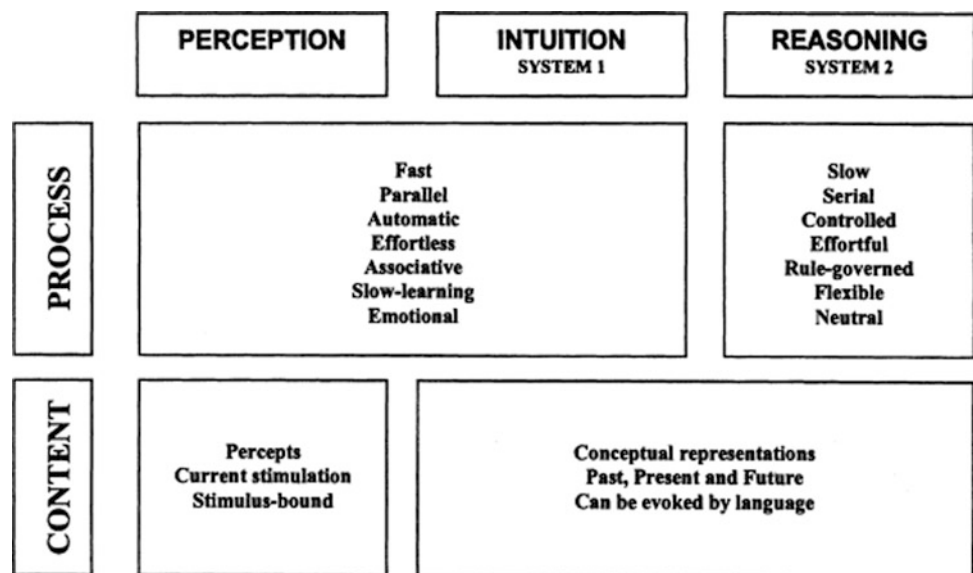 PERCEPTION
INTUITION
SYSTEM 1
REASONING
SYSTEM 2
PROCESS
Fast
Parallel
Automatic
Effortless
Associative
Slow-learning
Emotional
Slow
Serial
Controlled
Effortful
Rule-governed
Flexible
Neutral
CONTENT
Percepts
Current stimulation
Stimulus-bound
Conceptual representations
Past, Present and Future
Can be evoked by language